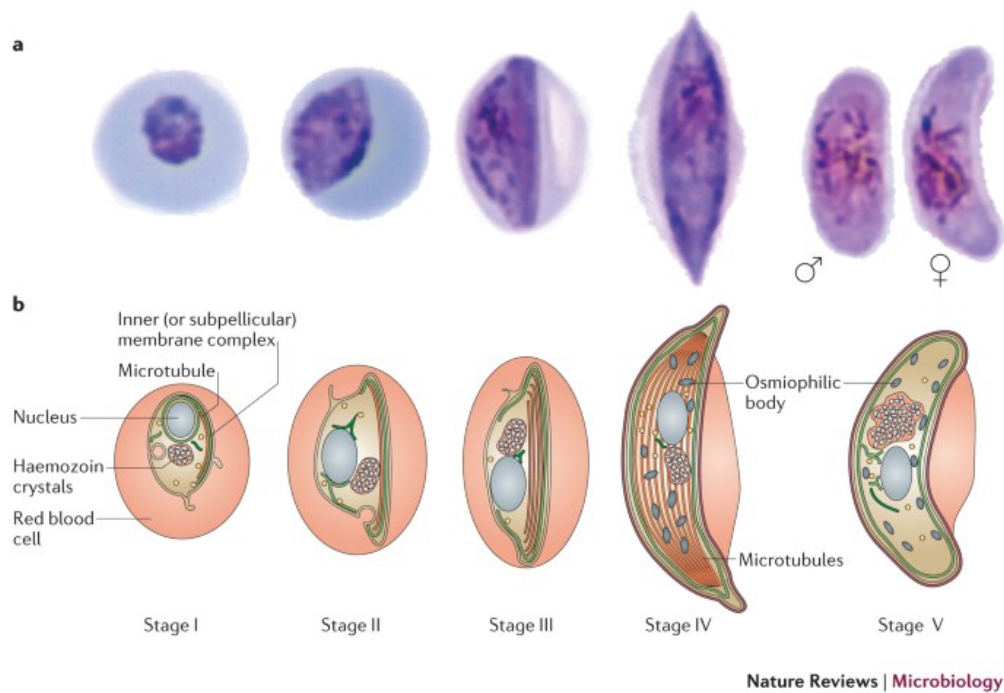 a
♂
♀
b
Inner (or subpellicular)
membrane complex
Microtubule
Nucleus
Haemozoin
crystals
Red blood
cell
Osmiophilic
body
Microtubules
Stage I
Stage II
Stage III
Stage IV
Stage V
Nature Reviews | Microbiology